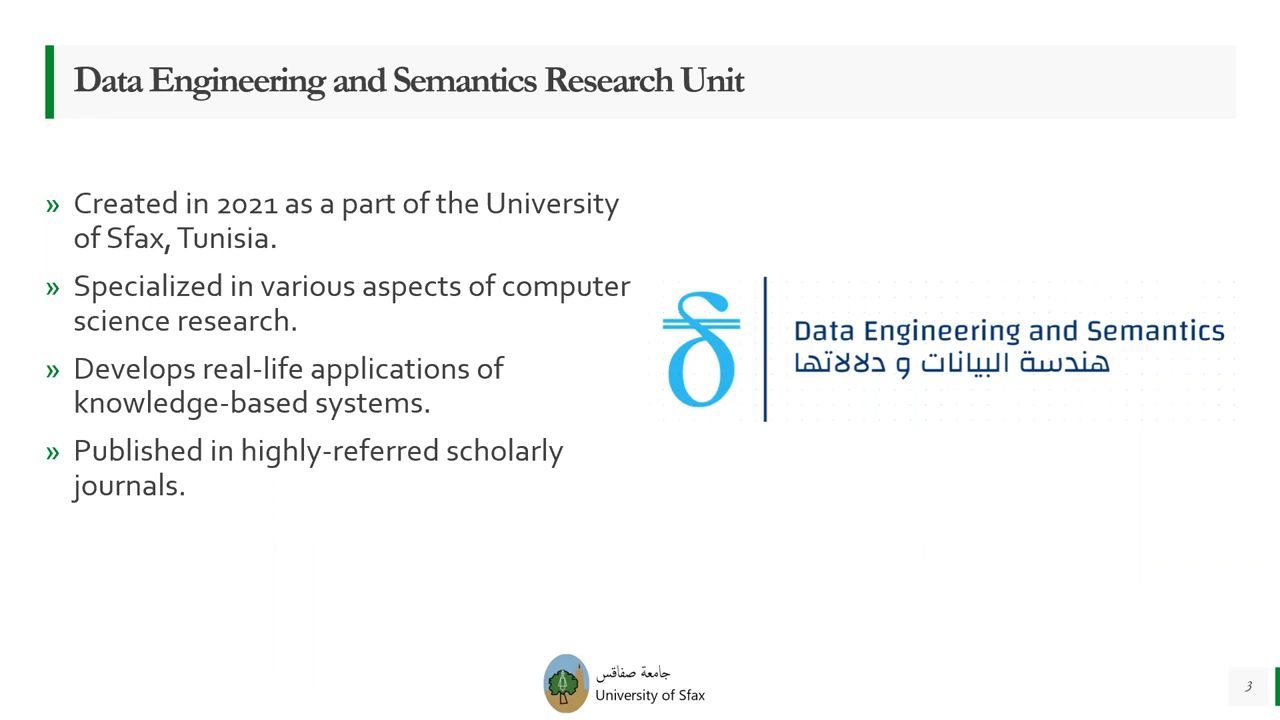 Data Engineering and Semantics Research Unit
» Created in 2021 as a part of the University
of Sfax, Tunisia.
» Specialized in various aspects of computer
science research.
» Develops real-life applications of
knowledge-based systems.
» Published in highly-referred scholarly
journals.
Data Engineering and Semantics
هندسة البيانات و دلالاتها
جامعة صفاقس
University of Sfax
3